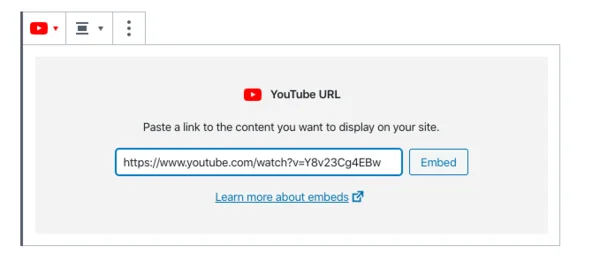 YouTube URL
Paste a link to the content you want to display on your site.
https://www.youtube.com/watch?v=Y8v23Cg4EBw Embed
Learn more about embeds